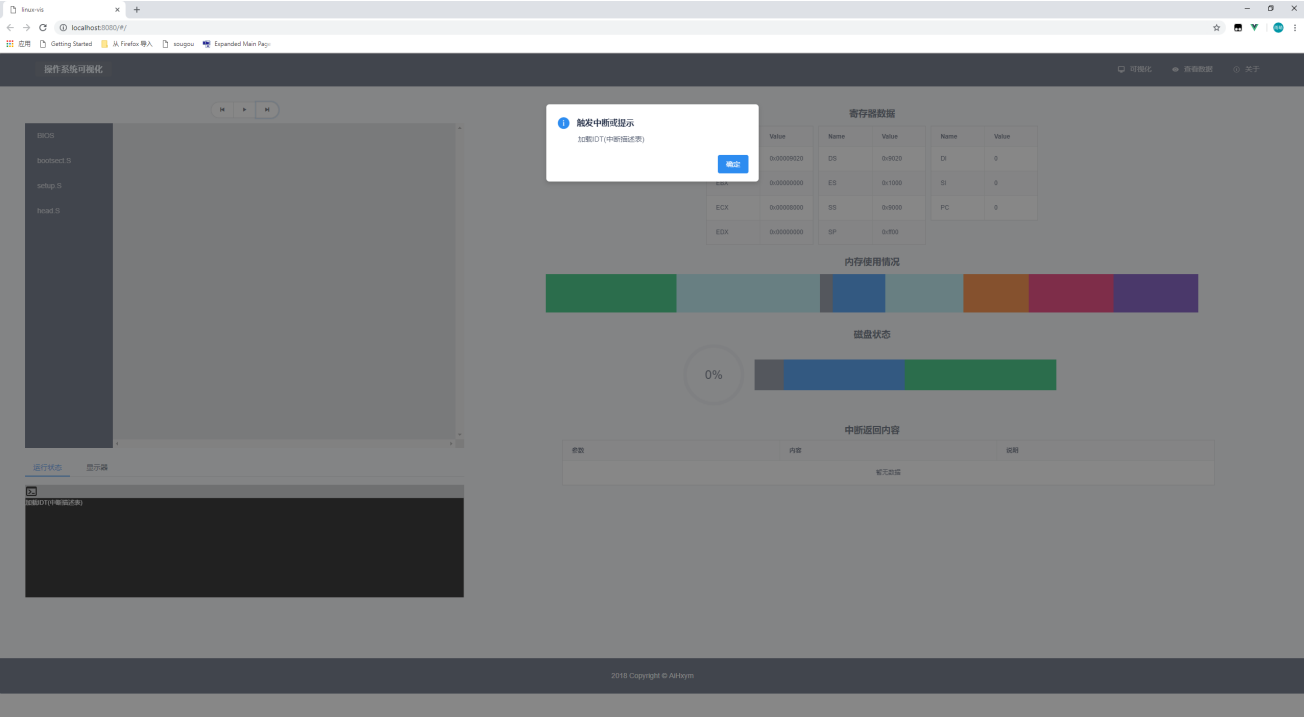 linux-vis
localhost:8080/#/
应用 Getting Started 从 Firefox 导入 sougou Expanded Main Page
操作系统可视化
可视化 查看数据 关于
BIOS
bootsect.S
setup.S
head.S
触发中断或提示
加载IDT(中断描述表)
确定
寄存器数据
Value Name Value Name Value
0x00009020 DS 0x9020 DI 0
EBX 0x00000000 ES 0x1000 SI 0
ECX 0x00008000 SS 0x9000 PC 0
EDX 0x00000000 SP 0xff00
内存使用情况
磁盘状态
0%
中断返回内容
参数 内容 说明
暂无数据
运行状态 显示器
加载IDT(中断描述表)
2018 Copyright © AiHxym